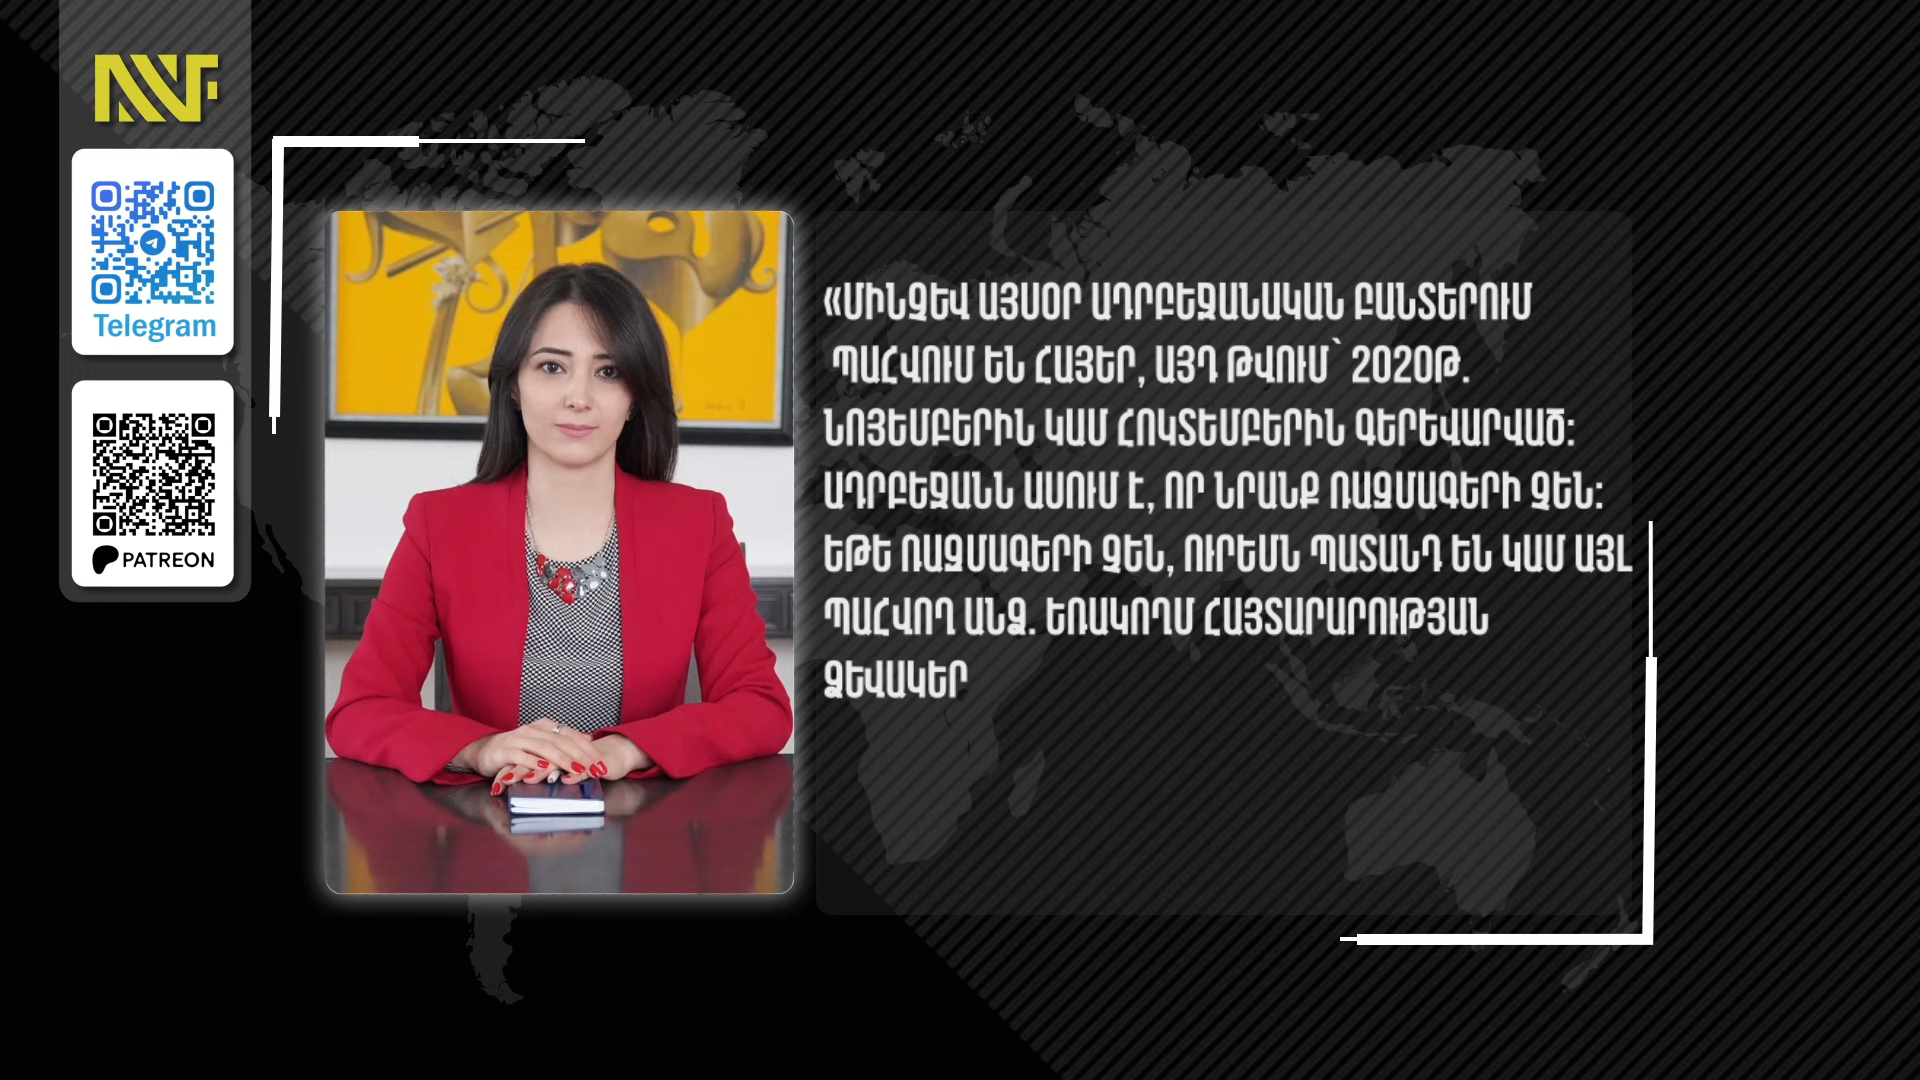 Telegram
PATREON
«ՄԻՆՉԵՎ ԱՅՍՕՐ ԱԴՐԲԵՋԱՆԱԿԱՆ ԲԱՆՏԵՐՈՒՄ
ՊԱՀՎՈՒՄ ԵՆ ՀԱՅԵՐ, ԱՅԴ ԹՎՈՒՄ՝ 2020Թ.
ՆՈՅԵՄԲԵՐԻՆ ԿԱՄ ՀՈԿՏԵՄԲԵՐԻՆ ԳԵՐԵՎԱՐՎԱԾ:
ԱԴՐԲԵՋԱՆՆ ԱՍՈՒՄ Է, ՈՐ ՆՐԱՆՔ ՌԱԶՄԱԳԵՐԻ ՉԵՆ:
ԵԹԵ ՌԱԶՄԱԳԵՐԻ ՉԵՆ, ՈՒՐԵՄՆ ՊԱՏԱՆԴ ԵՆ ԿԱՄ ԱՅԼ
ՊԱՀՎՈՂ ԱՆՁ. ԵՌԱԿՈՂՄ ՀԱՅՏԱՐԱՐՈՒԹՅԱՆ
ՁԵՎԱԿԵՐ